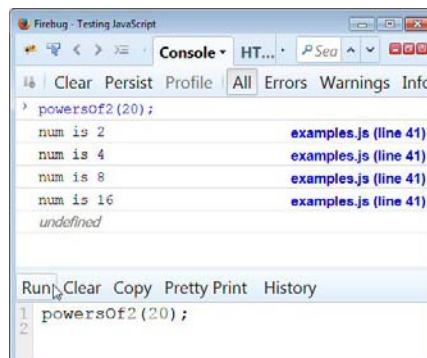 Firebug - Testing JavaScript
Console HT... Sea
Clear Persist Profile All Errors Warnings Info
powersOf2(20);
num is 2 examples.js (line 41)
num is 4 examples.js (line 41)
num is 8 examples.js (line 41)
num is 16 examples.js (line 41)
undefined
Run Clear Copy Pretty Print History
1 powersOf2(20);
2